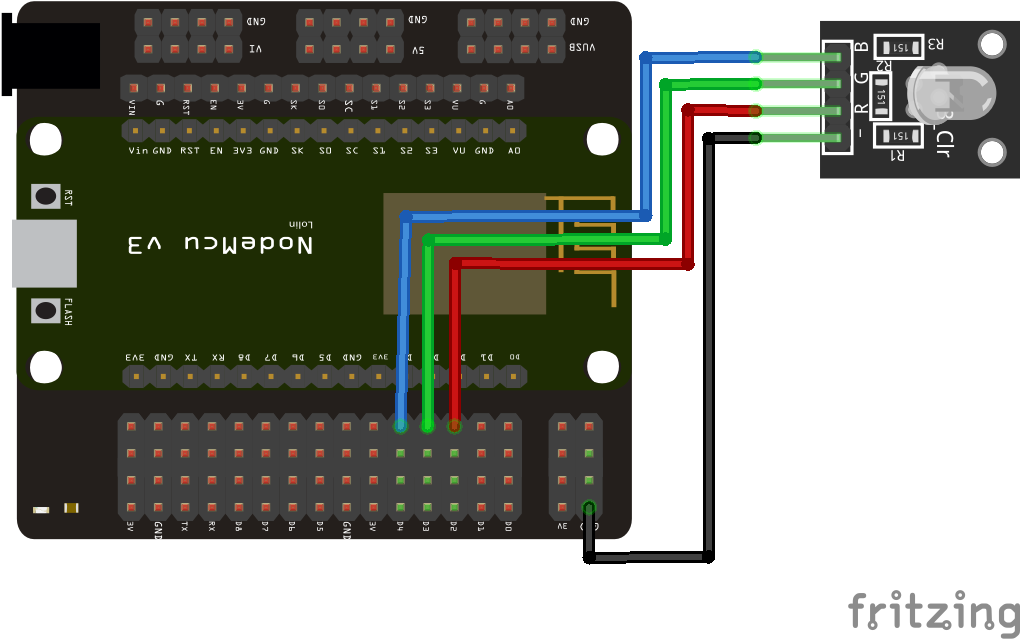 GND GND GND
VI 5V VUSB
VIN G RST EN 3V G SK SO SC S1 S2 S3 VU G AO
Vin GND RST EN 3V3 GND SK SO SC S1 S2 S3 VU GND AO
RST
Lolin
NodeMcu v3
FLASH
3V3 GND TX RX D8 D7 D6 D5 GND 3V3 D D D1 D0
3V GND TX RX D8 D7 D6 D5 GND 3V D4 D3 D2 D1 D0
3V G
B
G
R
-
151 R3
R2
151
151
R1
Clr
fritzing